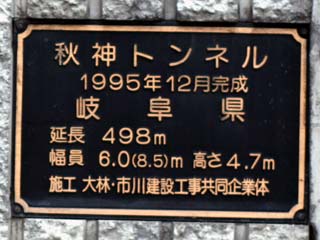 秋神トンネル
1995年12月完成
岐阜県
延長 498m
幅員 6.0(8.5)m 高さ4.7m
施工 大林・市川建設工事共同企業体